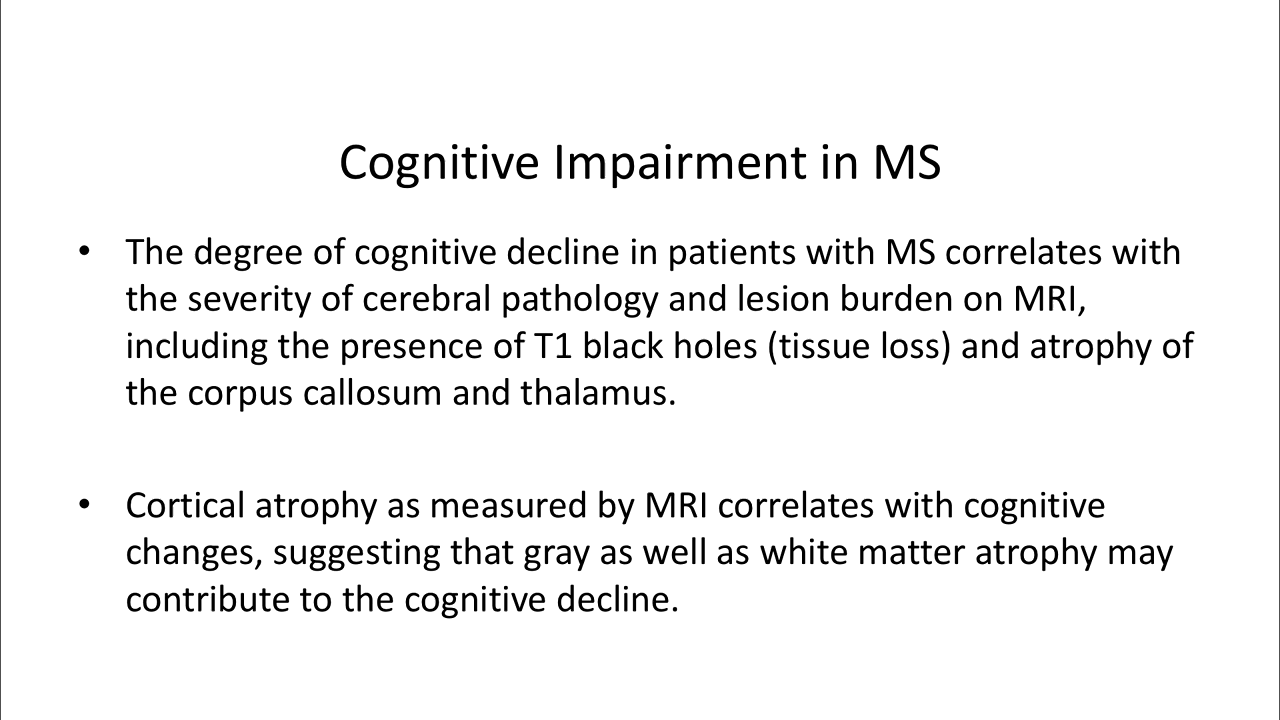 Cognitive Impairment in MS
• The degree of cognitive decline in patients with MS correlates with
the severity of cerebral pathology and lesion burden on MRI,
including the presence of T1 black holes (tissue loss) and atrophy of
the corpus callosum and thalamus.
• Cortical atrophy as measured by MRI correlates with cognitive
changes, suggesting that gray as well as white matter atrophy may
contribute to the cognitive decline.